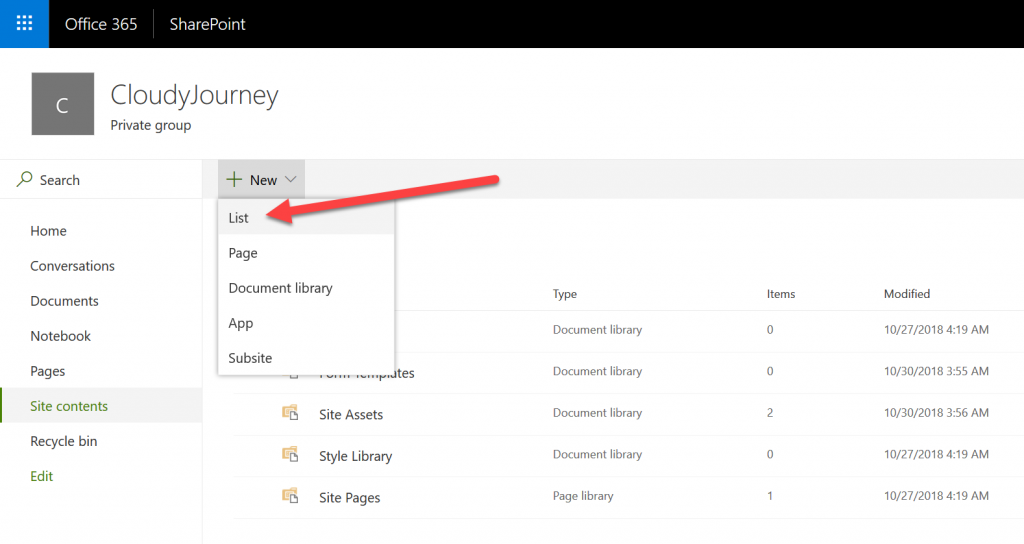 Office 365 SharePoint
C
CloudyJourney
Private group
Search
New
Home
Conversations
Documents
Notebook
Pages
Site contents
Recycle bin
Edit
List
Page
Document library
App
Subsite
Type Items Modified
Document library 0 10/27/2018 4:19 AM
Form Templates Document library 0 10/30/2018 3:55 AM
Site Assets Document library 2 10/30/2018 3:56 AM
Style Library Document library 0 10/27/2018 4:19 AM
Site Pages Page library 1 10/27/2018 4:19 AM